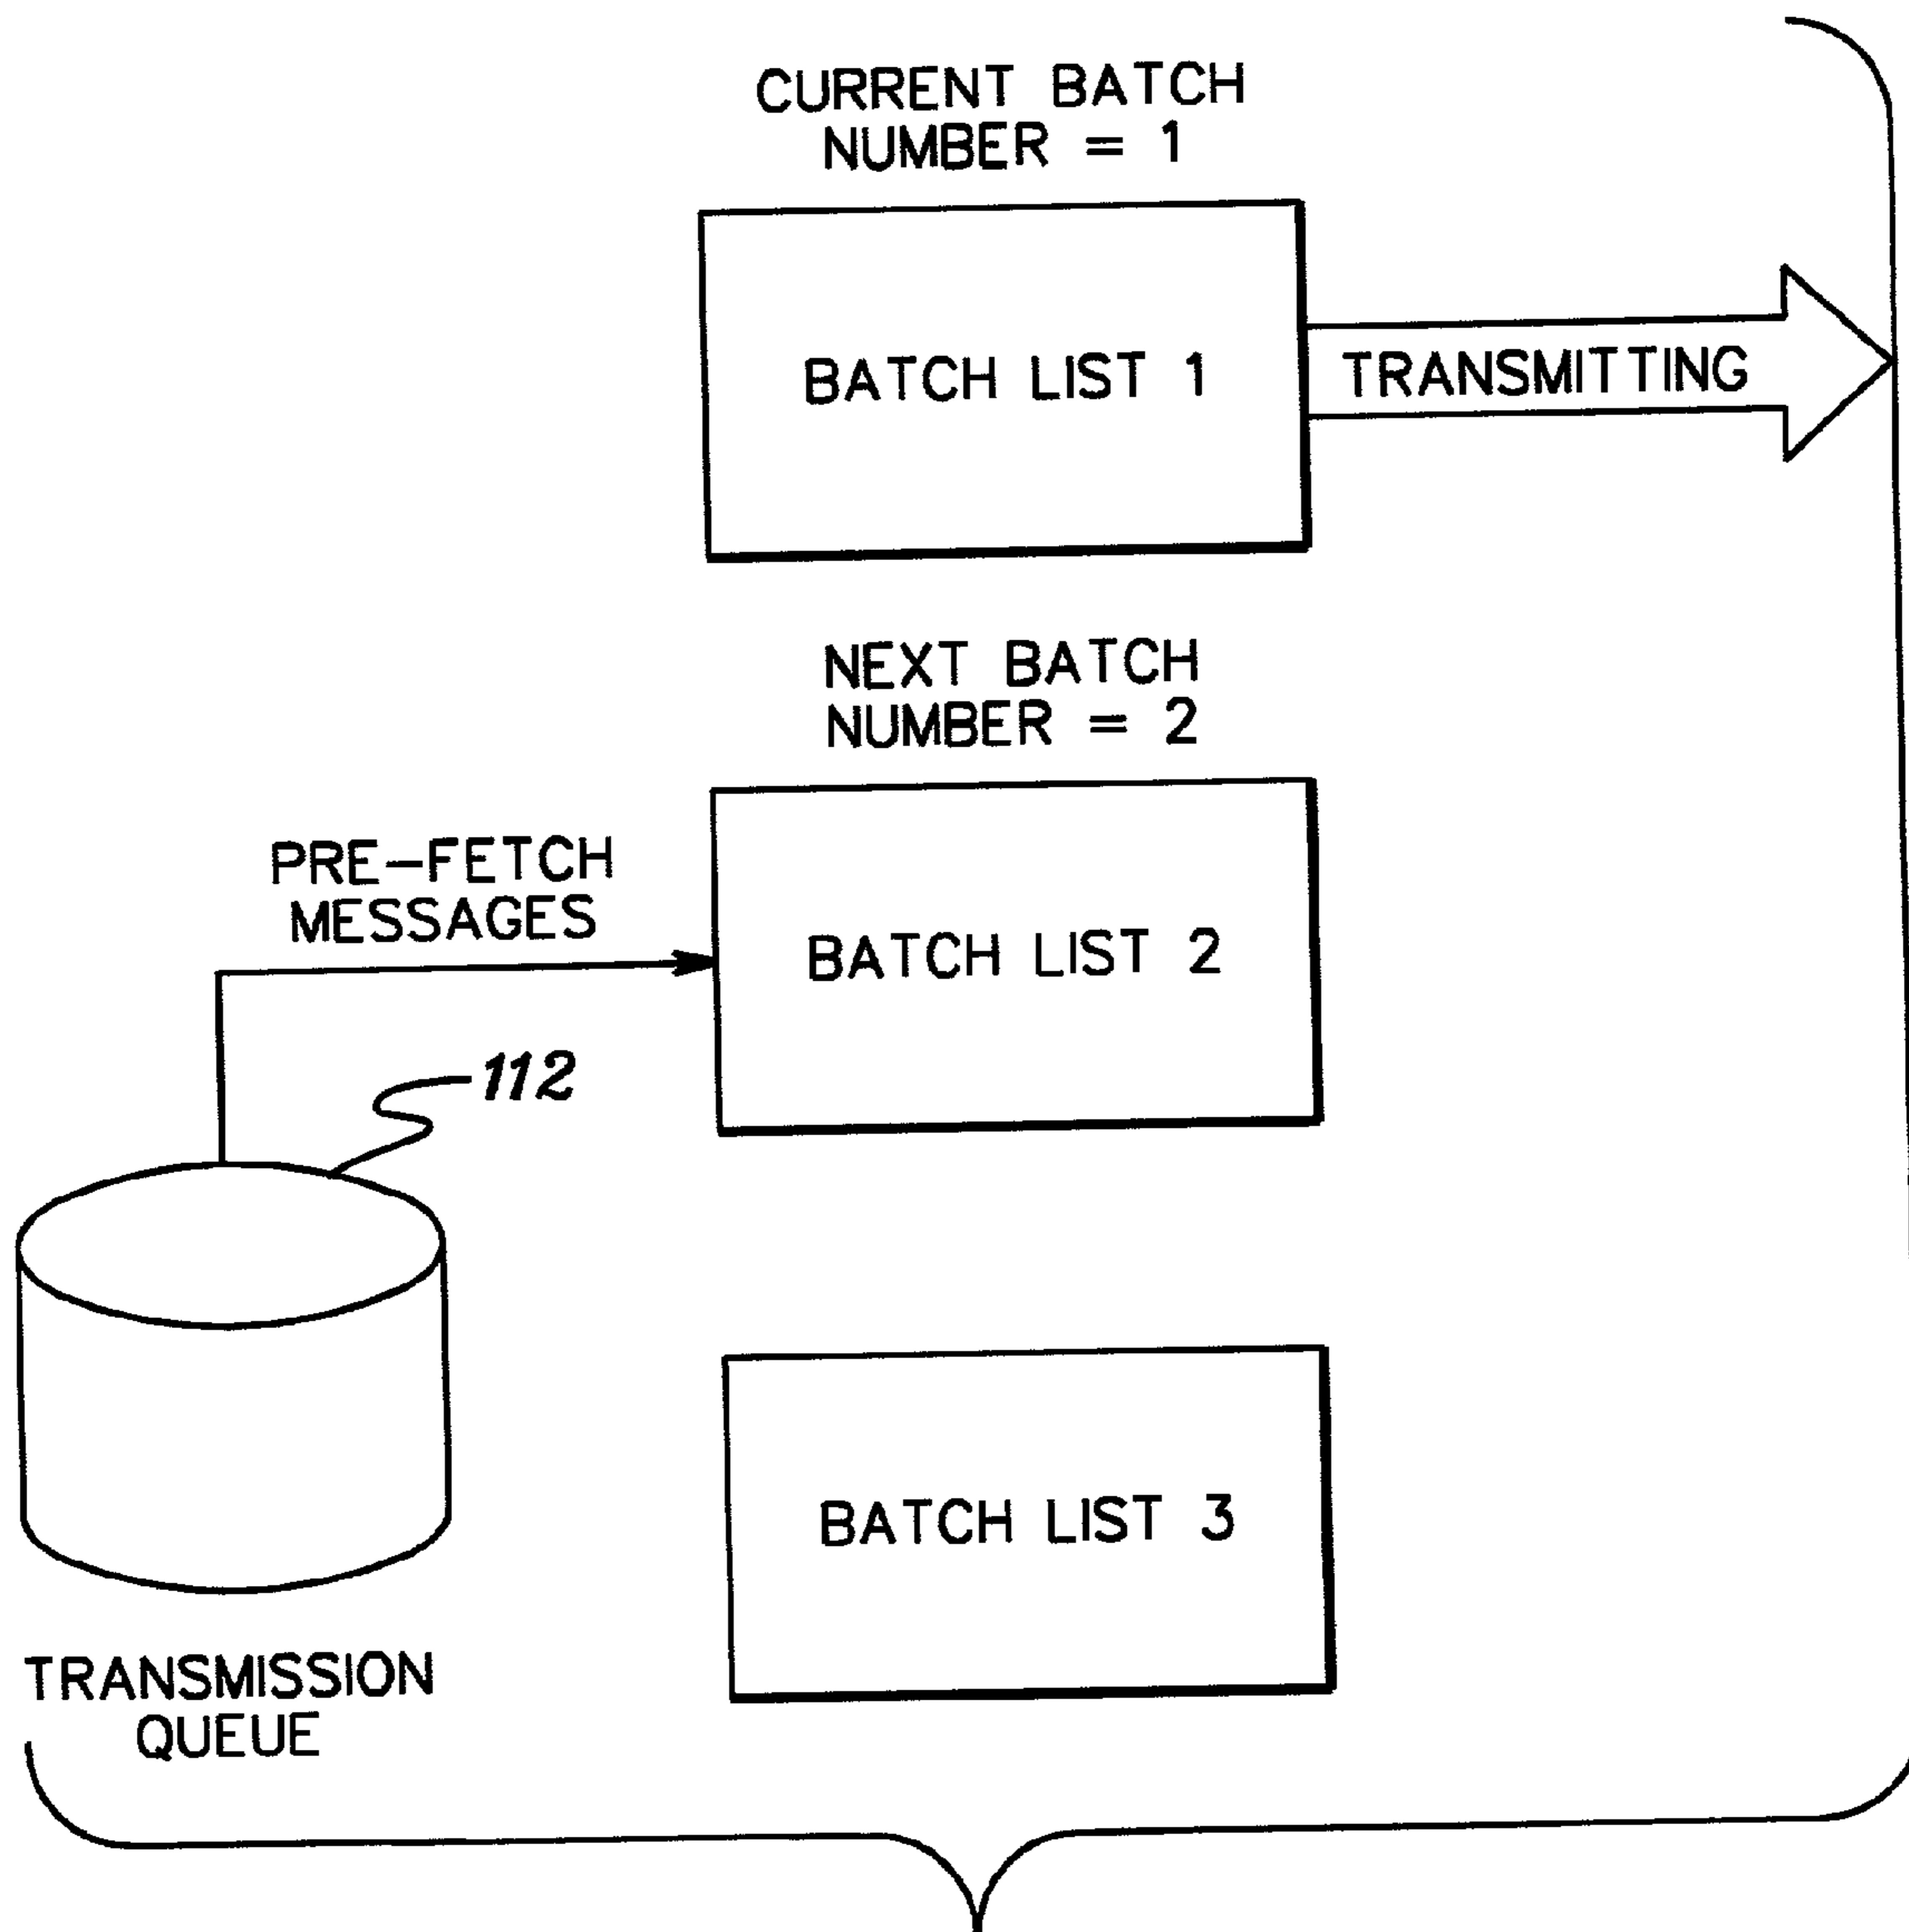 CURRENT BATCH
NUMBER = 1
BATCH LIST 1
TRANSMITTING
NEXT BATCH
NUMBER = 2
PRE-FETCH
MESSAGES
BATCH LIST 2
112
BATCH LIST 3
TRANSMISSION
QUEUE